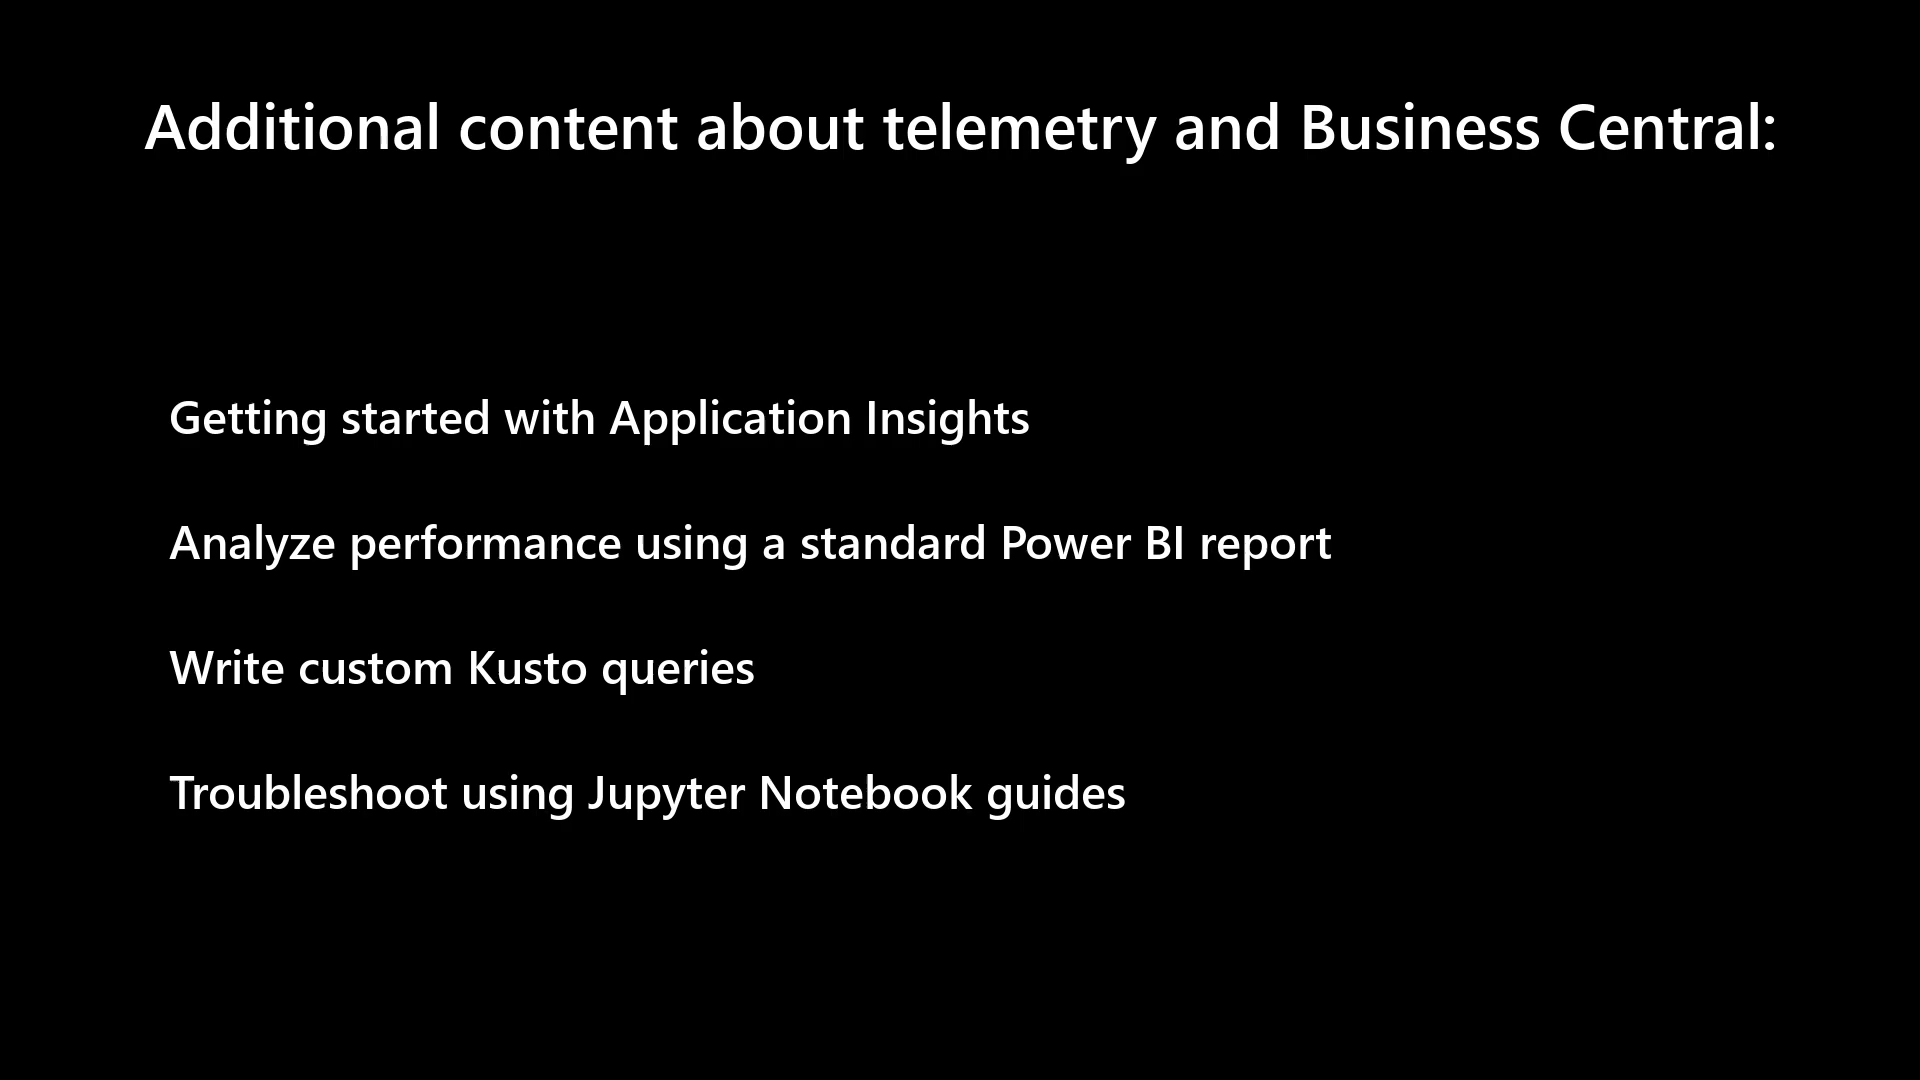 Additional content about telemetry and Business Central:
Getting started with Application Insights
Analyze performance using a standard Power BI report
Write custom Kusto queries
Troubleshoot using Jupyter Notebook guides